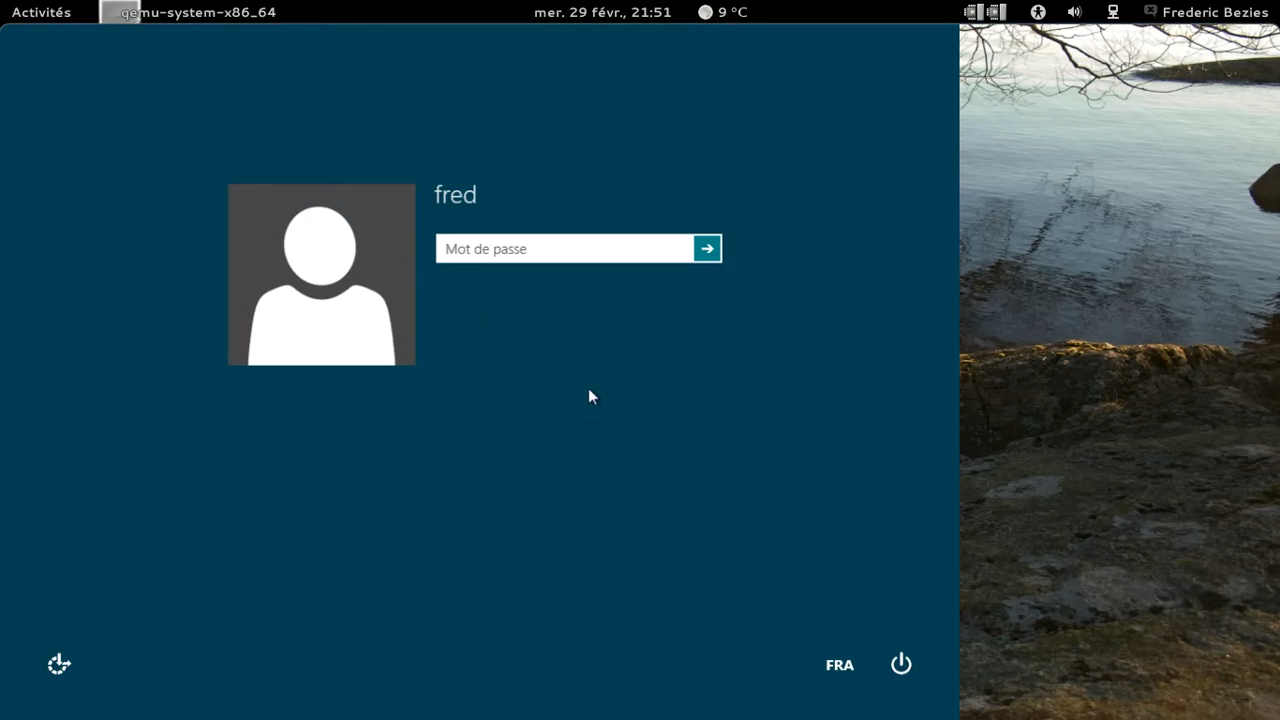 Activités qemu-system-x86_64 mer. 29 févr., 21:51 9 °C Frederic Bezies
fred
Mot de passe
FRA